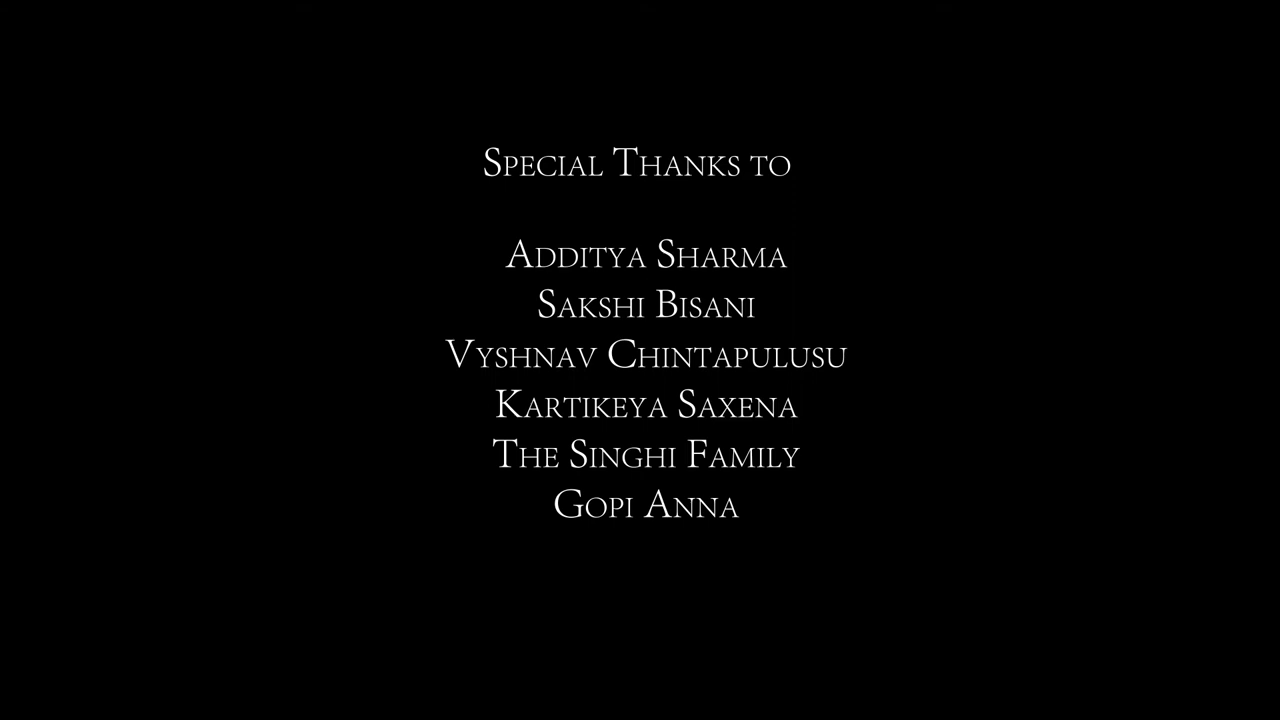 Special Thanks to
Additya Sharma
Sakshi Bisani
Vyshnav Chintapulusu
Kartikeya Saxena
The Singhi Family
Gopi Anna